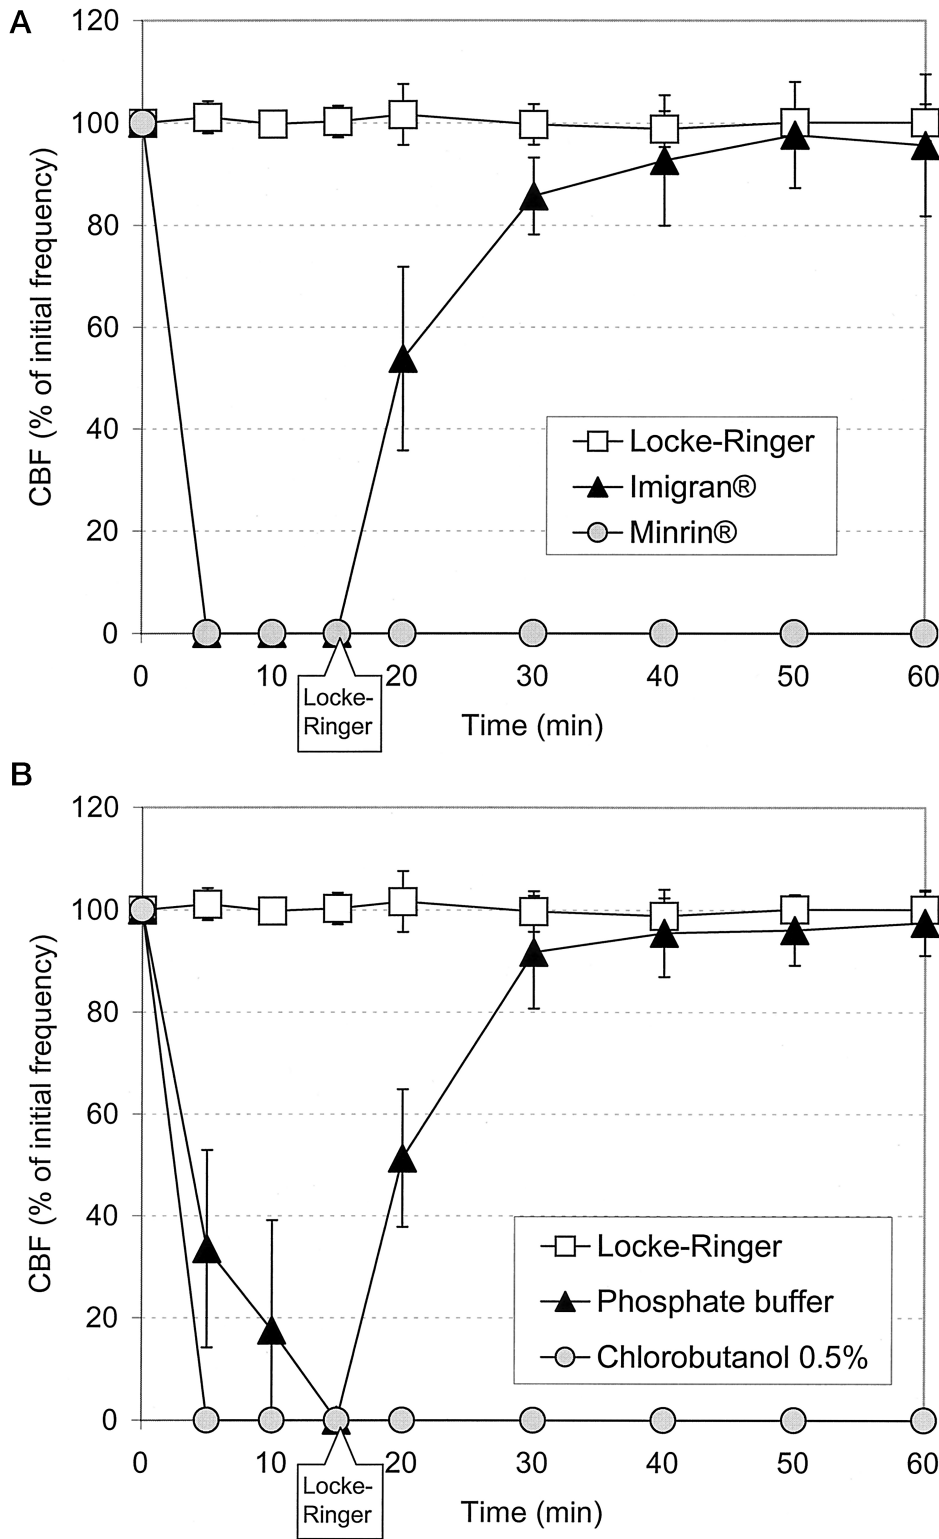 A
120
100
80
60
40
20
0
CBF (% of initial frequency)
Locke-Ringer
Imigran®
Minrin®
0 10 20 30 40 50 60
Locke-
Ringer
Time (min)
B
120
100
80
60
40
20
0
CBF (% of initial frequency)
Locke-Ringer
Phosphate buffer
Chlorobutanol 0.5%
0 10 20 30 40 50 60
Locke-
Ringer
Time (min)